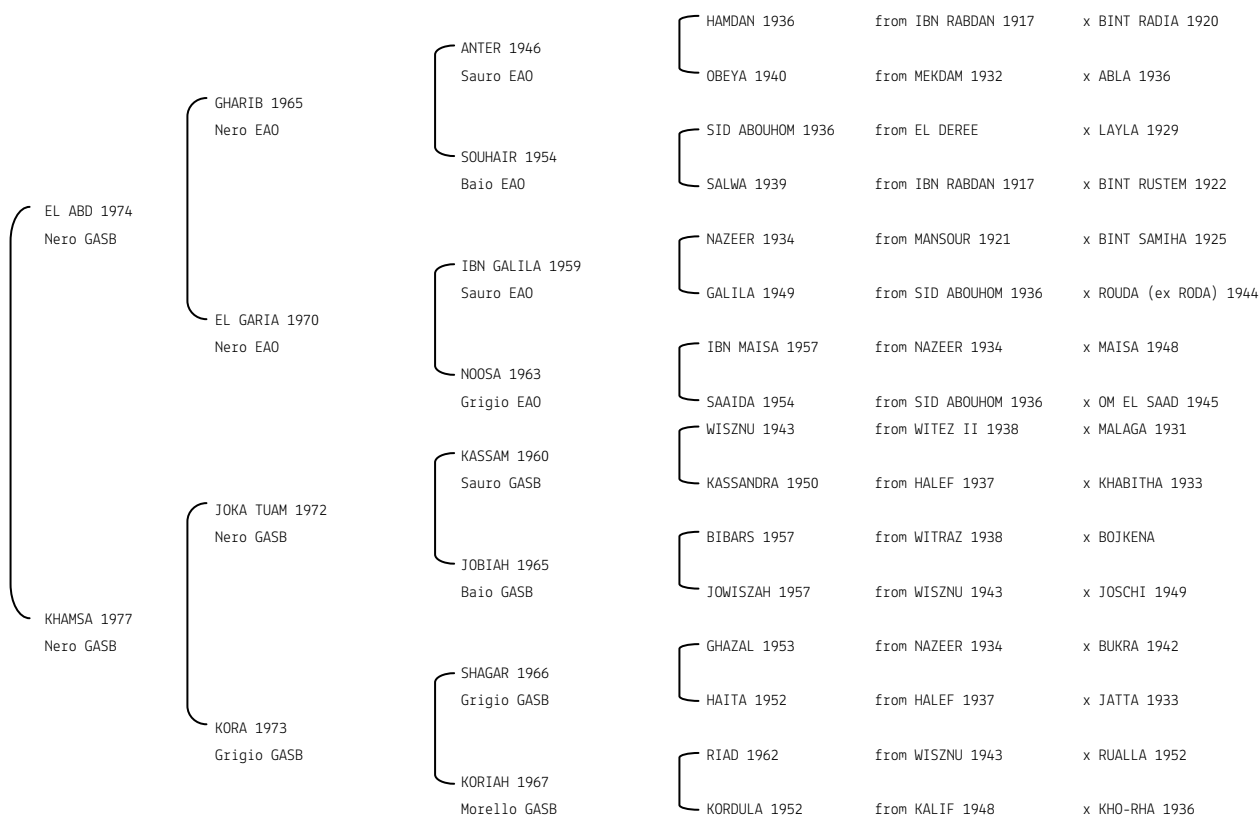 HAMDAN 1936 from IBN RABDAN 1917 x BINT RADIA 1920
ANTER 1946
Sauro EAO
OBEYA 1940 from MEKDAM 1932 x ABLA 1936
GHARIB 1965
Nero EAO
SID ABOUHOM 1936 from EL DEREE x LAYLA 1929
SOUHAIR 1954
Baio EAO
SALWA 1939 from IBN RABDAN 1917 x BINT RUSTEM 1922
EL ABD 1974
Nero GASB
NAZEER 1934 from MANSOUR 1921 x BINT SAMIHA 1925
IBN GALILA 1959
Sauro EAO
GALILA 1949 from SID ABOUHOM 1936 x ROUDA (ex RODA) 1944
EL GARIA 1970
Nero EAO
IBN MAISA 1957 from NAZEER 1934 x MAISA 1948
NOOSA 1963
Grigio EAO
SAAIDA 1954 from SID ABOUHOM 1936 x OM EL SAAD 1945
WISZNU 1943 from WITEZ II 1938 x MALAGA 1931
KASSAM 1960
Sauro GASB
KASSANDRA 1950 from HALEF 1937 x KHABITHA 1933
JOKA TUAM 1972
Nero GASB
BIBARS 1957 from WITRAZ 1938 x BOJKENA
JOBIAH 1965
Baio GASB
JOWISZAH 1957 from WISZNU 1943 x JOSCHI 1949
KHAMSA 1977
Nero GASB
GHAZAL 1953 from NAZEER 1934 x BUKRA 1942
SHAGAR 1966
Grigio GASB
HAITA 1952 from HALEF 1937 x JATTA 1933
KORA 1973
Grigio GASB
RIAD 1962 from WISZNU 1943 x RUALLA 1952
KORIAH 1967
Morello GASB
KORDULA 1952 from KALIF 1948 x KHO-RHA 1936